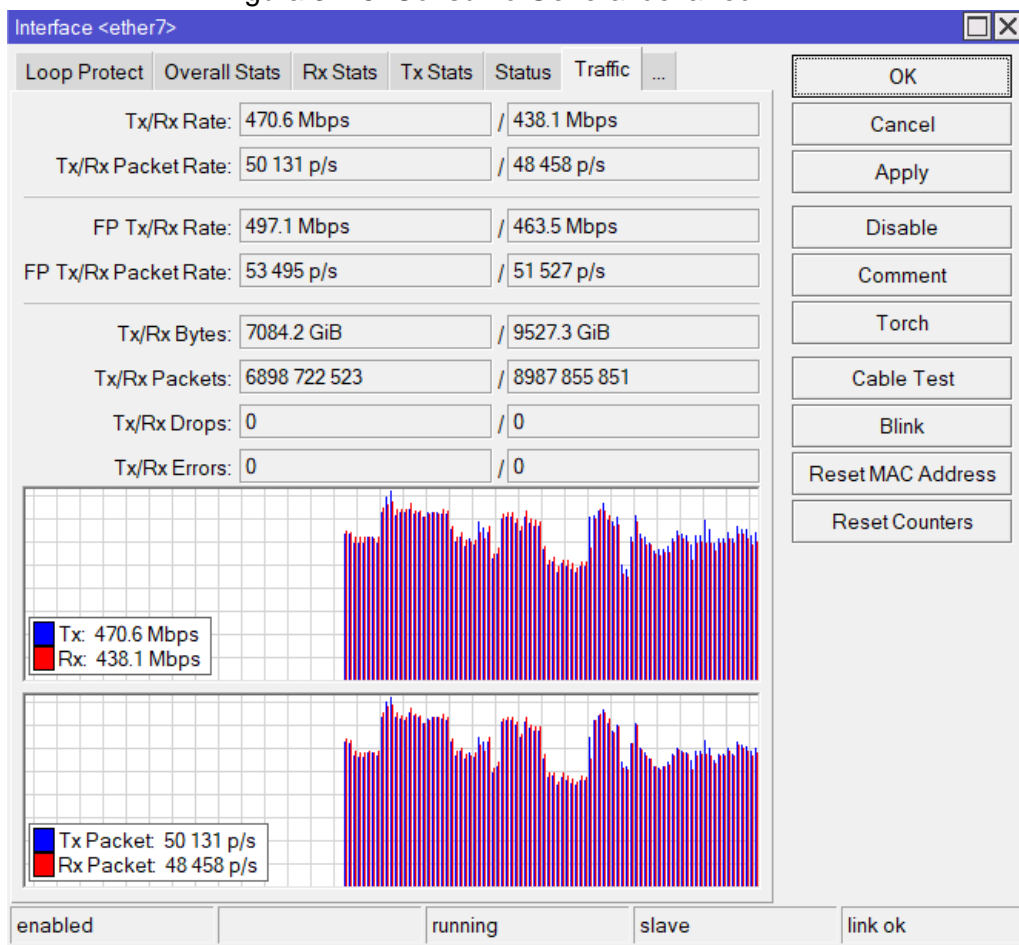 Interface <ether7>
Loop Protect Overall Stats Rx Stats Tx Stats Status Traffic ...
OK
Tx/Rx Rate: 470.6 Mbps / 438.1 Mbps
Cancel
Tx/Rx Packet Rate: 50 131 p/s / 48 458 p/s
Apply
FP Tx/Rx Rate: 497.1 Mbps / 463.5 Mbps
Disable
FP Tx/Rx Packet Rate: 53 495 p/s / 51 527 p/s
Comment
Tx/Rx Bytes: 7084.2 GiB / 9527.3 GiB
Torch
Tx/Rx Packets: 6898 722 523 / 8987 855 851
Cable Test
Tx/Rx Drops: 0 / 0
Blink
Tx/Rx Errors: 0 / 0
Reset MAC Address
Reset Counters
Tx: 470.6 Mbps
Rx: 438.1 Mbps
Tx Packet: 50 131 p/s
Rx Packet: 48 458 p/s
enabled running slave link ok